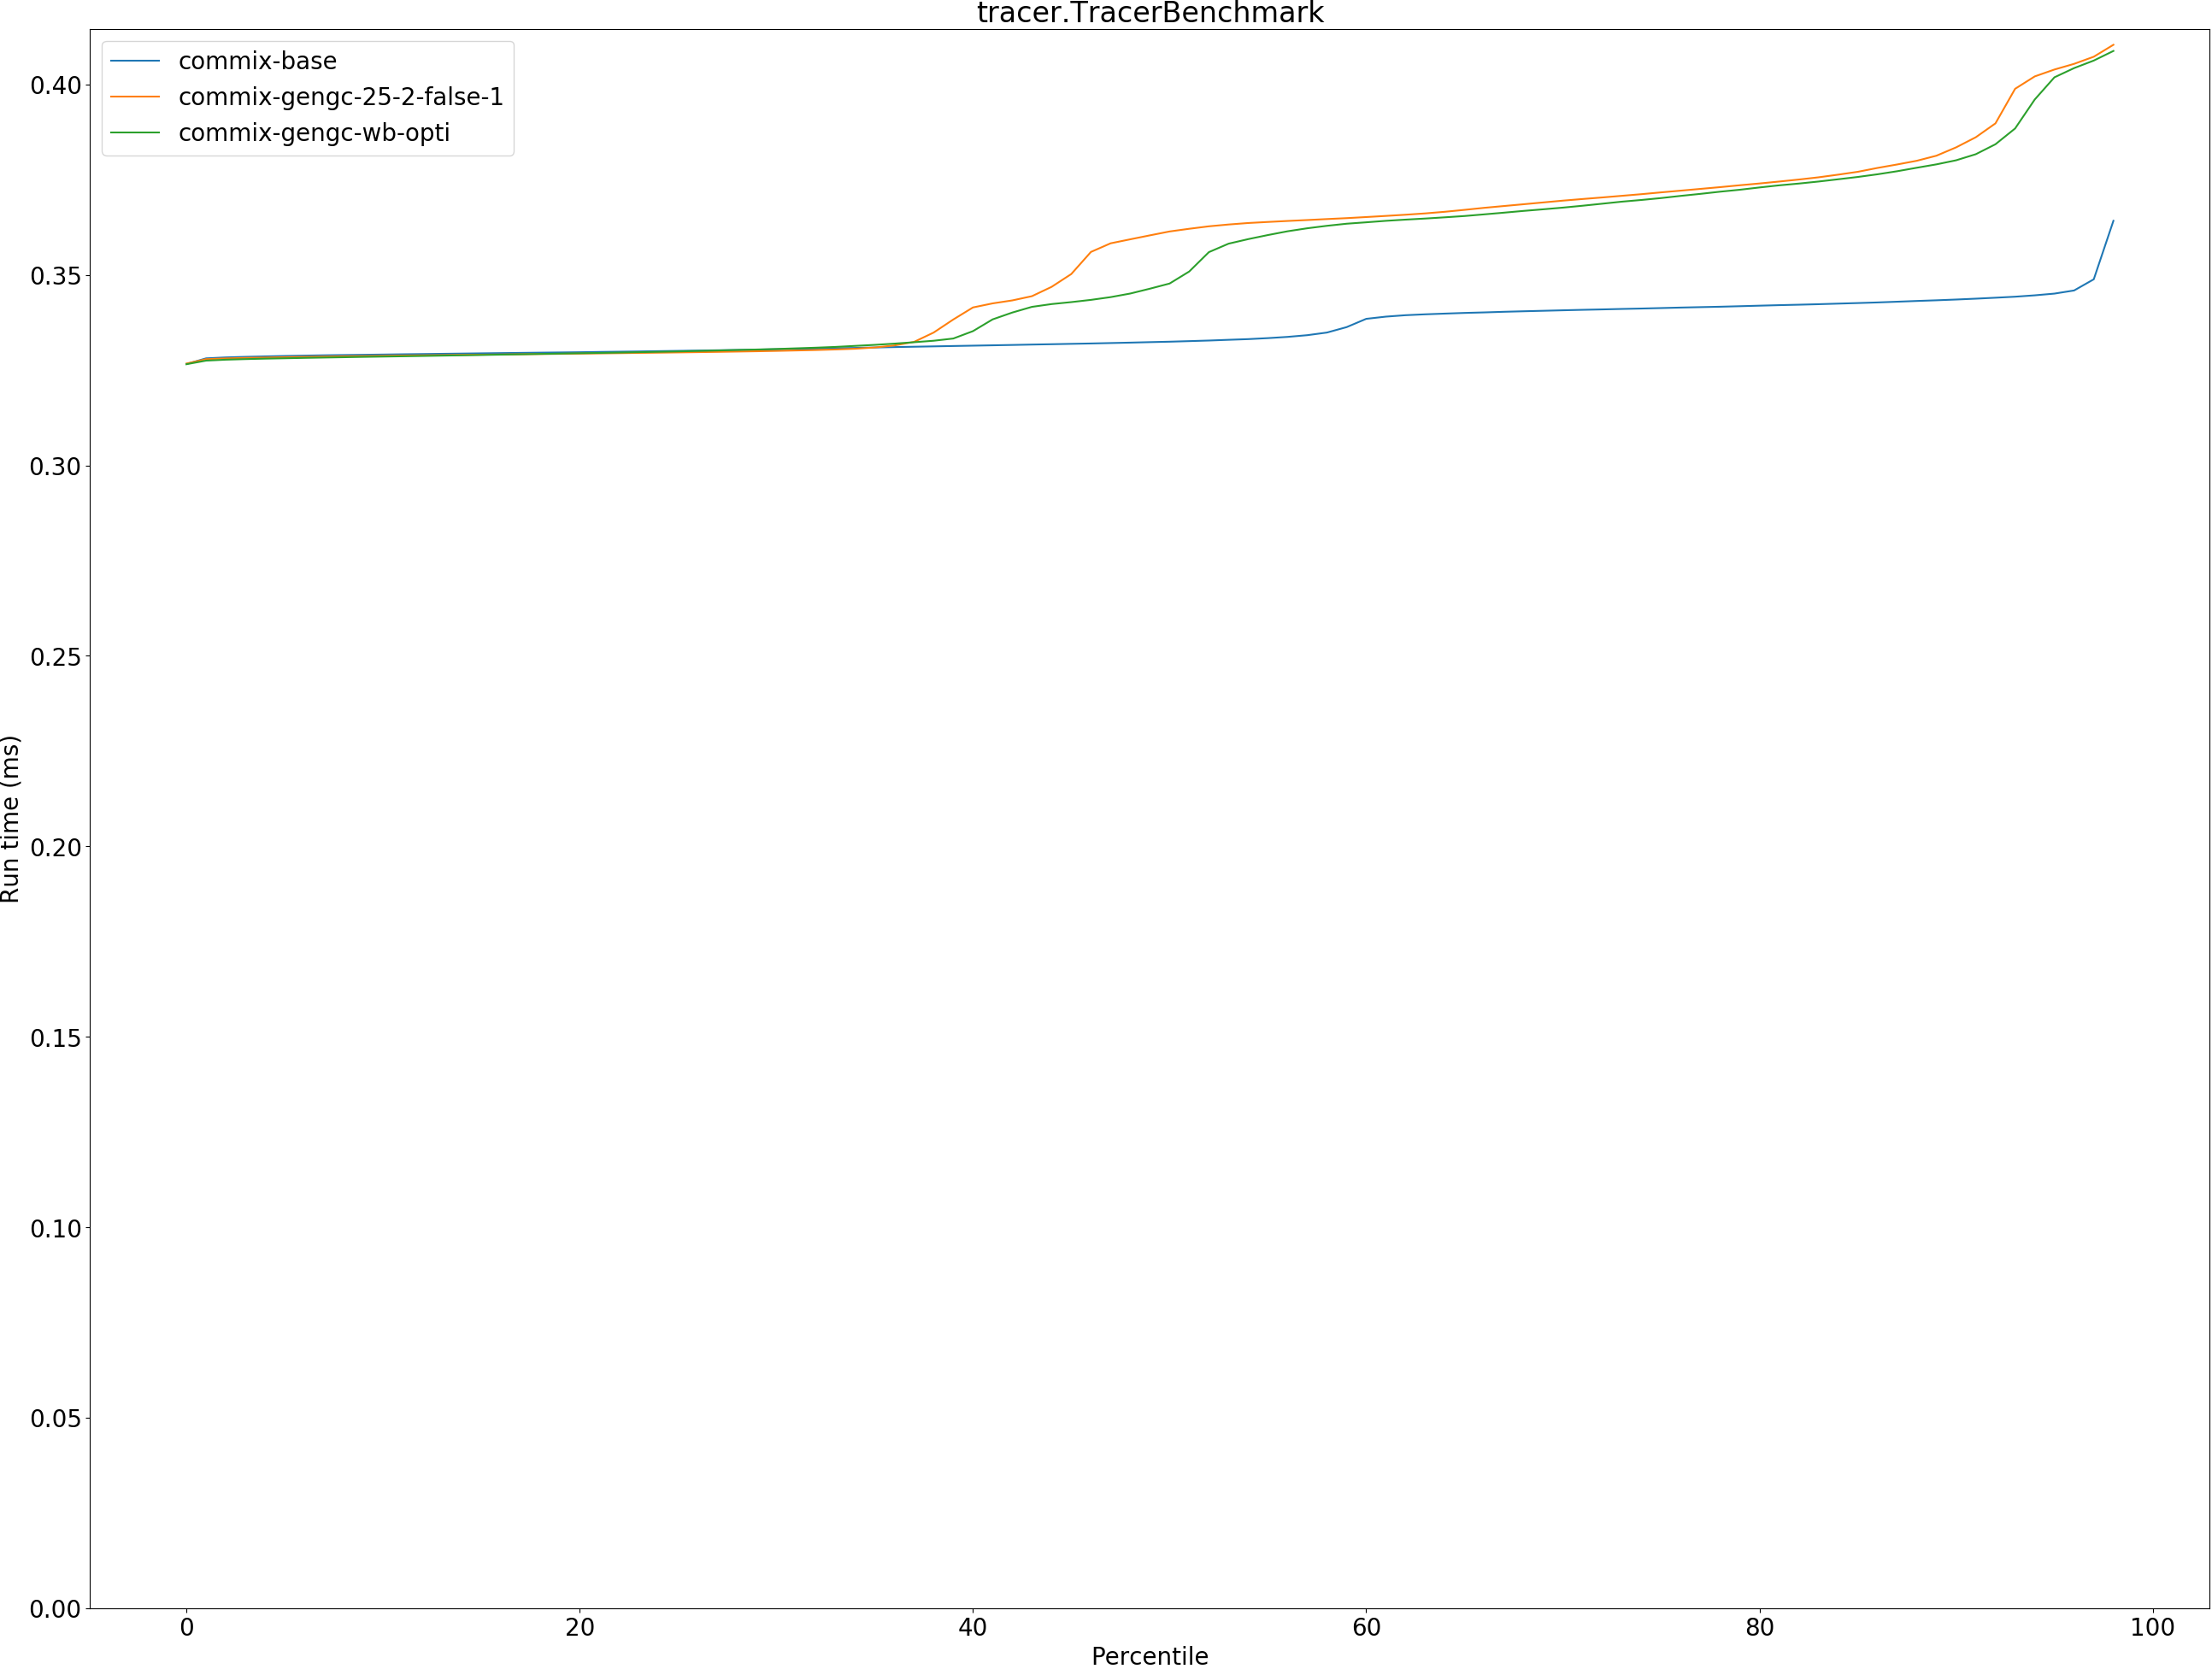 tracer.TracerBenchmark
commix-base
commix-gengc-25-2-false-1
commix-gengc-wb-opti
0.40
0.35
0.30
0.25
0.20
0.15
0.10
0.05
0.00
Run time (ms)
0 20 40 60 80 100
Percentile